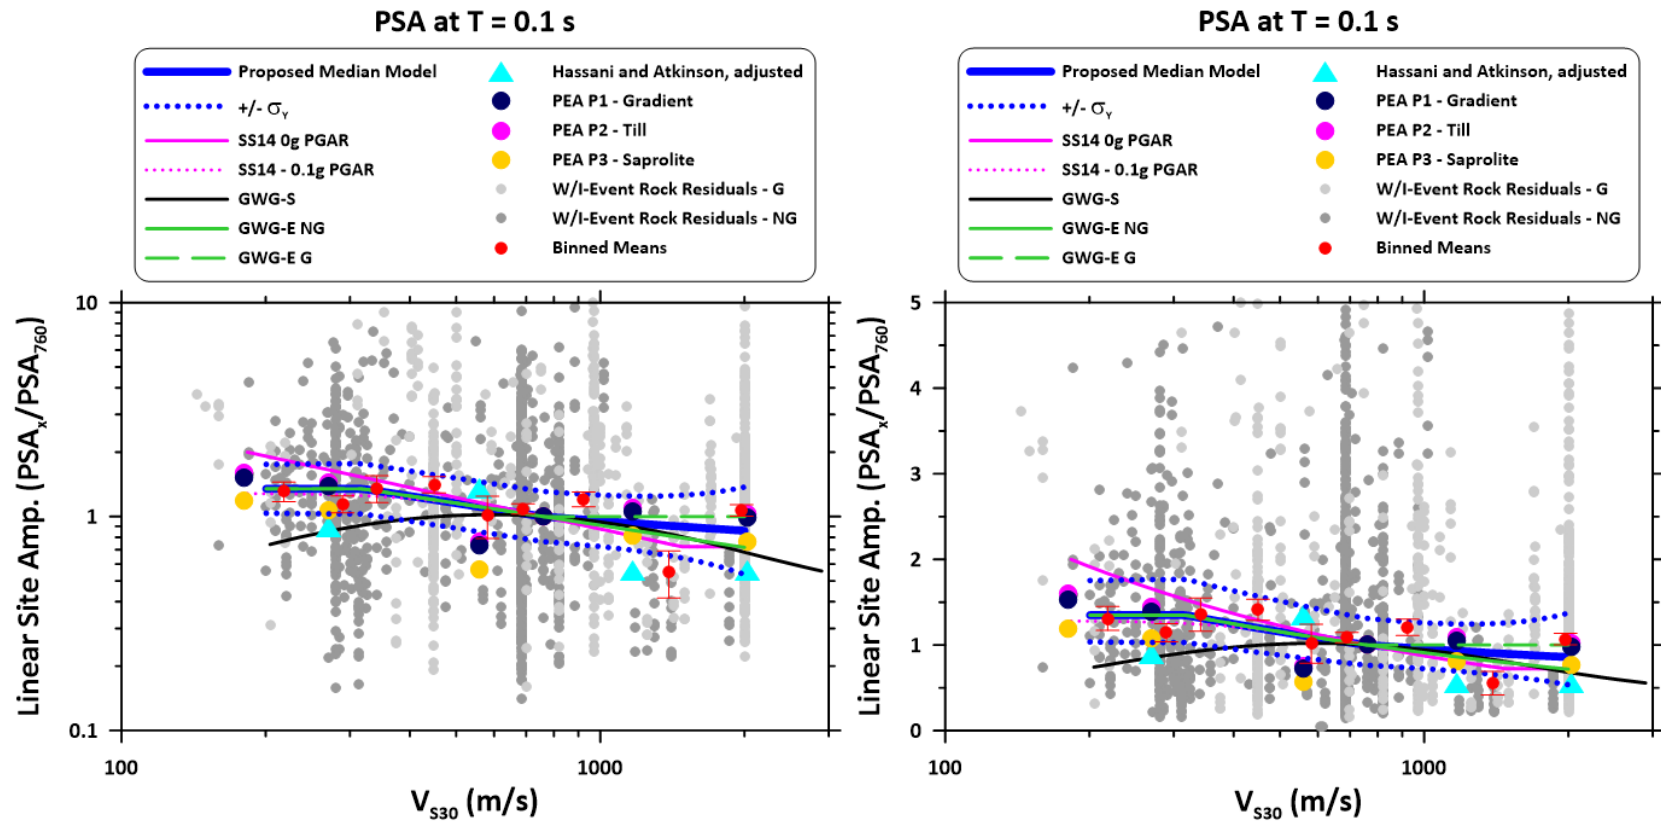 PSA at T = 0.1 s
Proposed Median Model
+/- σY
SS14 0g PGAR
SS14 - 0.1g PGAR
GWG-S
GWG-E NG
GWG-E G
Hassani and Atkinson, adjusted
PEA P1 - Gradient
PEA P2 - Till
PEA P3 - Saprolite
W/I-Event Rock Residuals - G
W/I-Event Rock Residuals - NG
Binned Means
Linear Site Amp. (PSAx/PSA760)
10
1
0.1
100
1000
VS30 (m/s)
PSA at T = 0.1 s
Proposed Median Model
+/- σY
SS14 0g PGAR
SS14 - 0.1g PGAR
GWG-S
GWG-E NG
GWG-E G
Hassani and Atkinson, adjusted
PEA P1 - Gradient
PEA P2 - Till
PEA P3 - Saprolite
W/I-Event Rock Residuals - G
W/I-Event Rock Residuals - NG
Binned Means
Linear Site Amp. (PSAx/PSA760)
5
4
3
2
1
0
100
1000
VS30 (m/s)